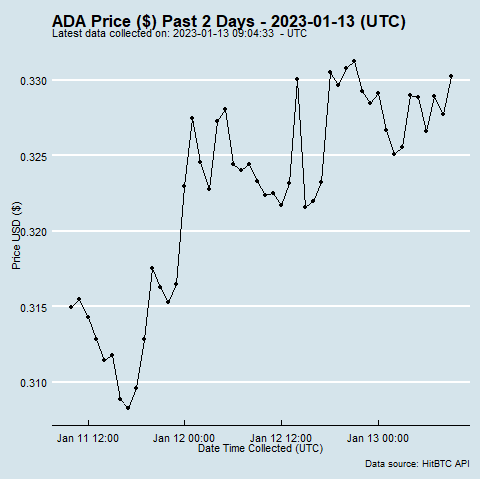 ADA Price ($) Past 2 Days - 2023-01-13 (UTC)
Latest data collected on: 2023-01-13 09:04:33 - UTC
0.330
0.325
0.320
0.315
0.310
Price USD ($)
Jan 11 12:00 Jan 12 00:00 Jan 12 12:00 Jan 13 00:00
Date Time Collected (UTC)
Data source: HitBTC API